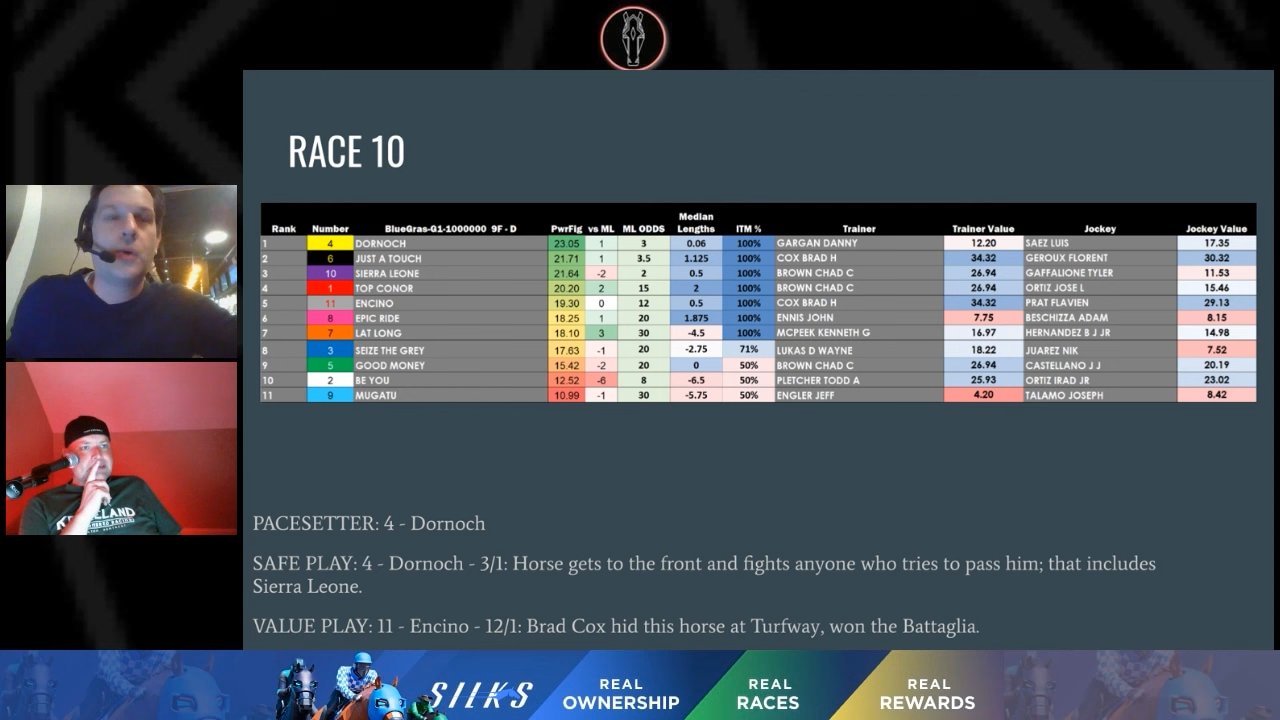 RACE 10
Median
Rank Number BlueGras-G1-1000000 9F - D PwrFig vs ML ML ODDS Lengths ITM % Trainer Trainer Value Jockey Jockey Value
1 4 DORNOCH 23.05 1 3 0.06 100% GARGAN DANNY 12.20 SAEZ LUIS 17.35
2 6 JUST A TOUCH 21.71 1 3.5 1.125 100% COX BRAD H 34.32 GEROUX FLORENT 30.32
3 10 SIERRA LEONE 21.64 -2 2 0.5 100% BROWN CHAD C 26.94 GAFFALIONE TYLER 11.53
4 1 TOP CONOR 20.20 2 15 2 100% BROWN CHAD C 26.94 ORTIZ JOSE L 15.46
5 11 ENCINO 19.30 0 12 0.5 100% COX BRAD H 34.32 PRAT FLAVIEN 29.13
6 8 EPIC RIDE 18.25 1 20 1.875 100% ENNIS JOHN 7.75 BESCHIZZA ADAM 8.15
7 7 LAT LONG 18.10 3 30 -4.5 100% MCPEEK KENNETH G 16.97 HERNANDEZ B J JR 14.98
8 3 SEIZE THE GREY 17.63 -1 20 -2.75 71% LUKAS D WAYNE 18.22 JUAREZ NIK 7.52
9 5 GOOD MONEY 15.42 -2 20 0 50% BROWN CHAD C 26.94 CASTELLANO J J 20.19
10 2 BE YOU 12.52 -6 8 -6.5 50% PLETCHER TODD A 25.93 ORTIZ IRAD JR 23.02
11 9 MUGATU 10.99 -1 30 -5.75 50% ENGLER JEFF 4.20 TALAMO JOSEPH 8.42
PACESETTER: 4 - Dornoch
SAFE PLAY: 4 - Dornoch - 3/1: Horse gets to the front and fights anyone who tries to pass him; that includes
Sierra Leone.
VALUE PLAY: 11 - Encino - 12/1: Brad Cox hid this horse at Turfway, won the Battaglia.
SILKS
REAL
OWNERSHIP
REAL
RACES
REAL
REWARDS